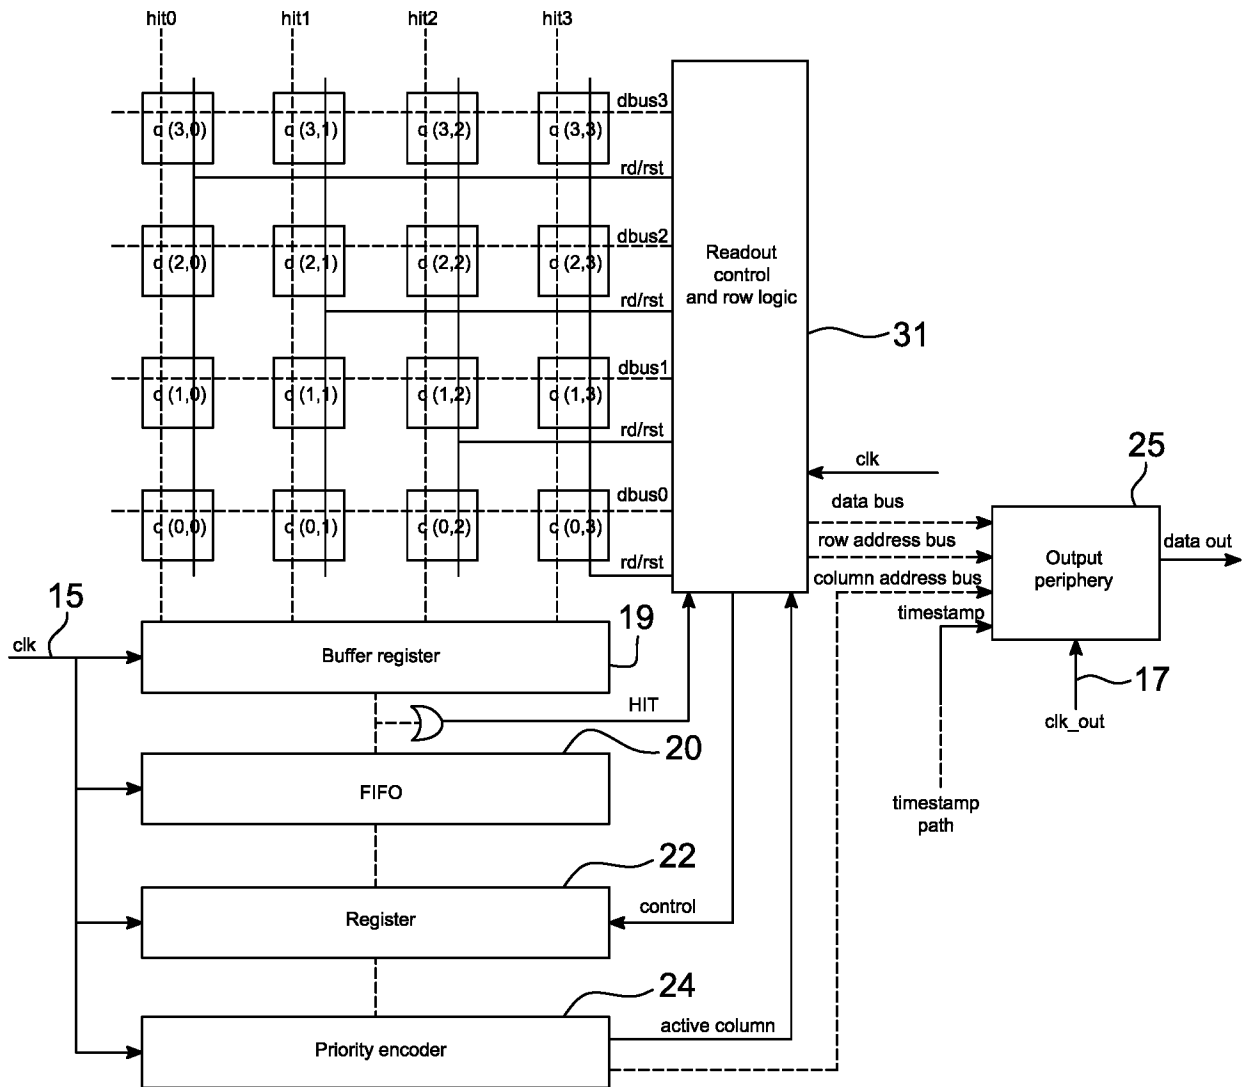 hit0 hit1 hit2 hit3
dbus3
c (3,0) c (3,1) c (3,2) c (3,3)
rd/rst
dbus2
c (2,0) c (2,1) c (2,2) c (2,3)
rd/rst
Readout
control
and row logic
31
dbus1
c (1,0) c (1,1) c (1,2) c (1,3)
rd/rst
clk
25
dbus0
data bus
c (0,0) c (0,1) c (0,2) c (0,3)
row address bus
data out
Output
periphery
rd/rst
column address bus
15
timestamp
19
clk
Buffer register
17
HIT
clk_out
20
FIFO
timestamp
path
22
Register
control
24
active column
Priority encoder